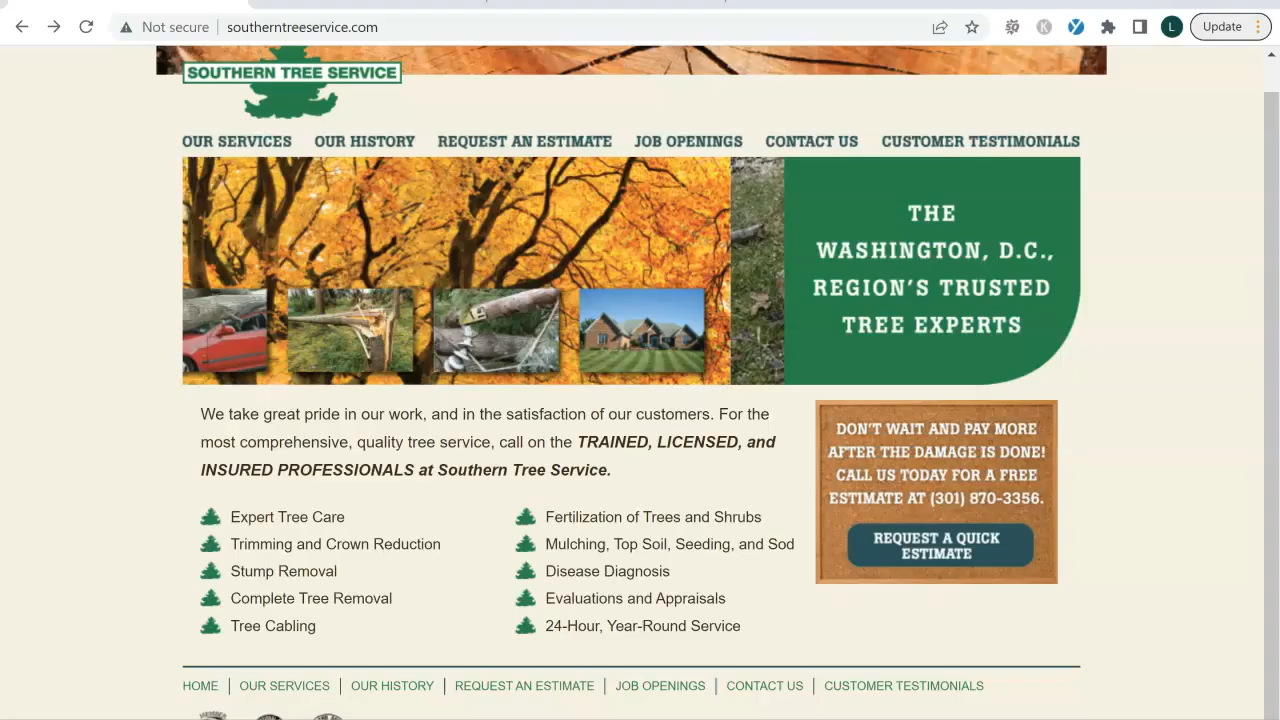 Not secure
southerntreeservice.com
L
Update
SOUTHERN TREE SERVICE
OUR SERVICES
OUR HISTORY
REQUEST AN ESTIMATE
JOB OPENINGS
CONTACT US
CUSTOMER TESTIMONIALS
THE
WASHINGTON, D.C.,
REGION'S TRUSTED
TREE EXPERTS
We take great pride in our work, and in the satisfaction of our customers. For the
most comprehensive, quality tree service, call on the TRAINED, LICENSED, and
INSURED PROFESSIONALS at Southern Tree Service.
Expert Tree Care
Trimming and Crown Reduction
Stump Removal
Complete Tree Removal
Tree Cabling
Fertilization of Trees and Shrubs
Mulching, Top Soil, Seeding, and Sod
Disease Diagnosis
Evaluations and Appraisals
24-Hour, Year-Round Service
DON'T WAIT AND PAY MORE
AFTER THE DAMAGE IS DONE!
CALL US TODAY FOR A FREE
ESTIMATE AT (301) 870-3356.
REQUEST A QUICK
ESTIMATE
HOME
OUR SERVICES
OUR HISTORY
REQUEST AN ESTIMATE
JOB OPENINGS
CONTACT US
CUSTOMER TESTIMONIALS